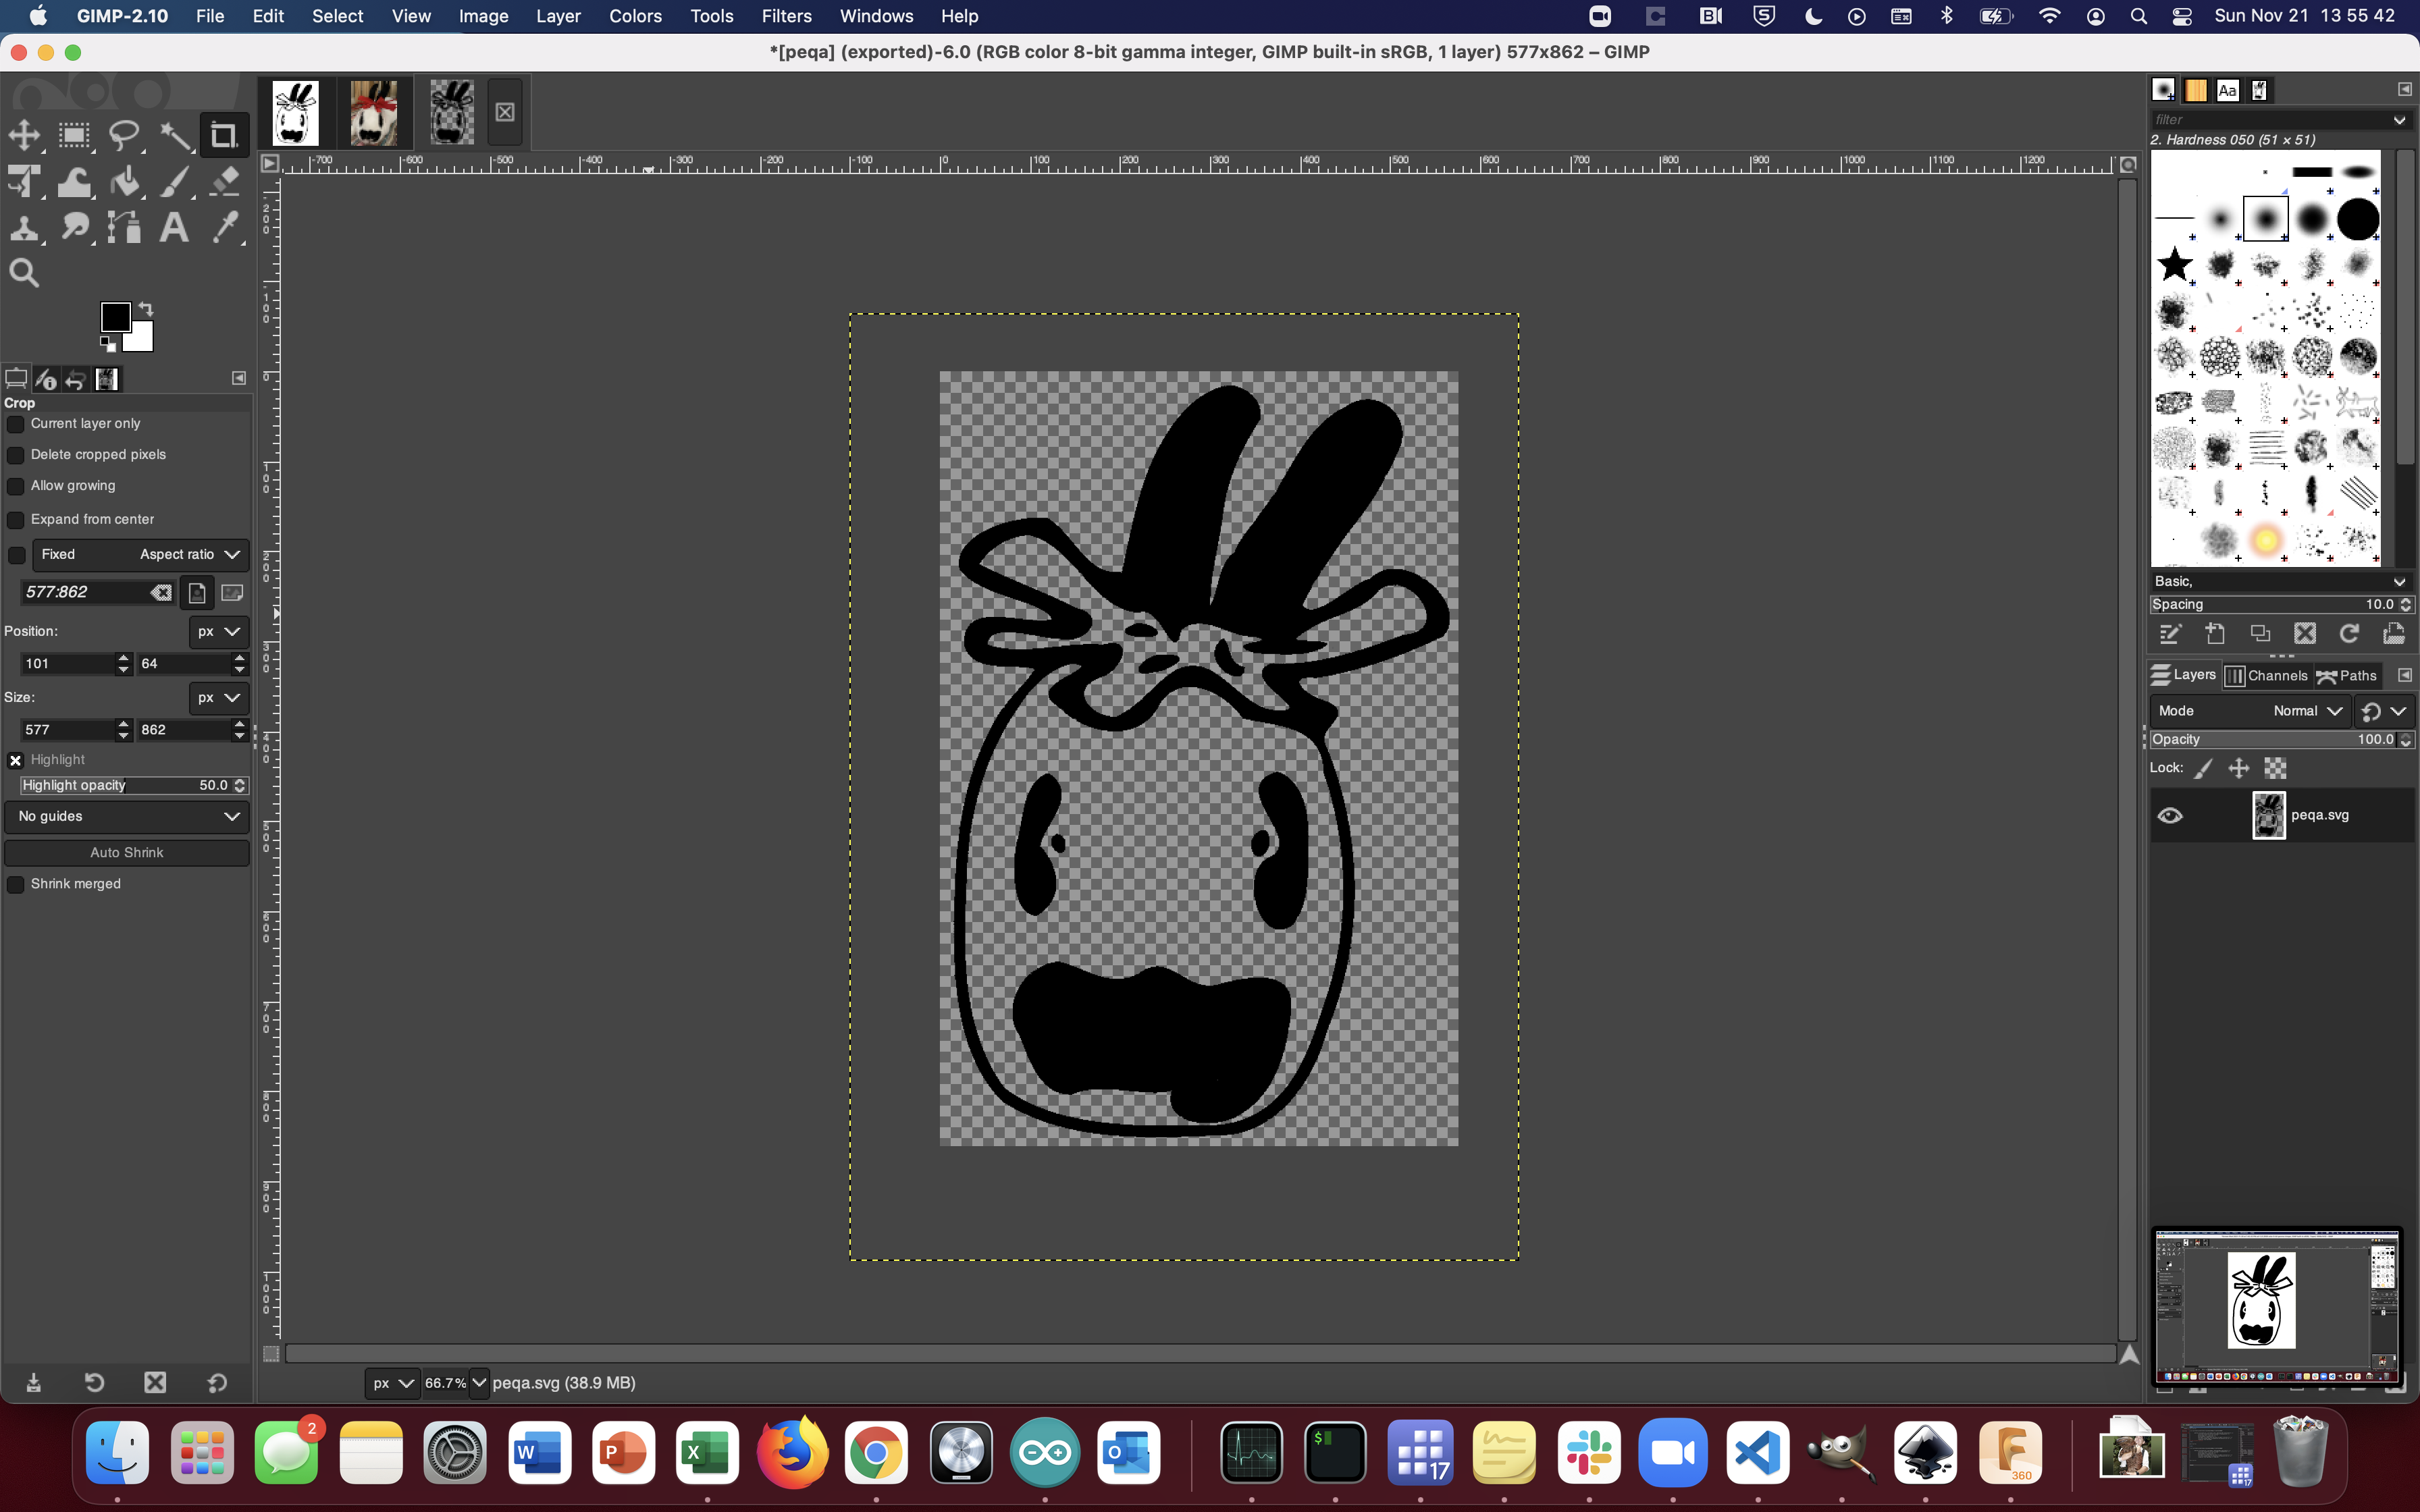 GIMP-2.10 File Edit Select View Image Layer Colors Tools Filters Windows Help Sun Nov 21 13 55 42
*[peqa] (exported)-6.0 (RGB color 8-bit gamma integer, GIMP built-in sRGB, 1 layer) 577x862 – GIMP
Aa
filter
2. Hardness 050 (51 × 51)
-700 -600 -500 -400 -300 -200 -100 0 100 200 300 400 500 600 700 800 900 1000 1100 1200
Crop
Current layer only
Delete cropped pixels
Allow growing
Expand from center
Fixed Aspect ratio
577:862
Position: px
101 64
Size: px
577 862
Highlight
Highlight opacity 50.0
No guides
Auto Shrink
Shrink merged
Basic,
Spacing 10.0
Layers Channels Paths
Mode Normal
Opacity 100.0
Lock:
peqa.svg
px 66.7% peqa.svg (38.9 MB)
2
W P X O $ 17 360
17